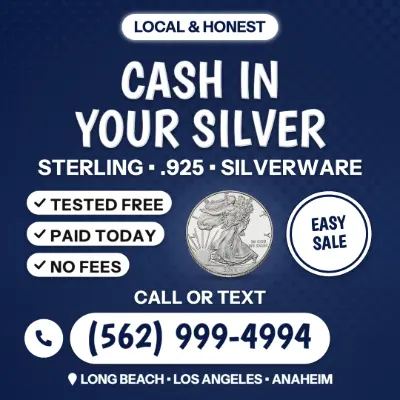 LOCAL & HONEST
CASH IN
YOUR SILVER
STERLING ▪ .925 ▪ SILVERWARE
✓ TESTED FREE
✓ PAID TODAY
✓ NO FEES
EASY
SALE
CALL OR TEXT
(562) 999-4994
LONG BEACH ▪ LOS ANGELES ▪ ANAHEIM